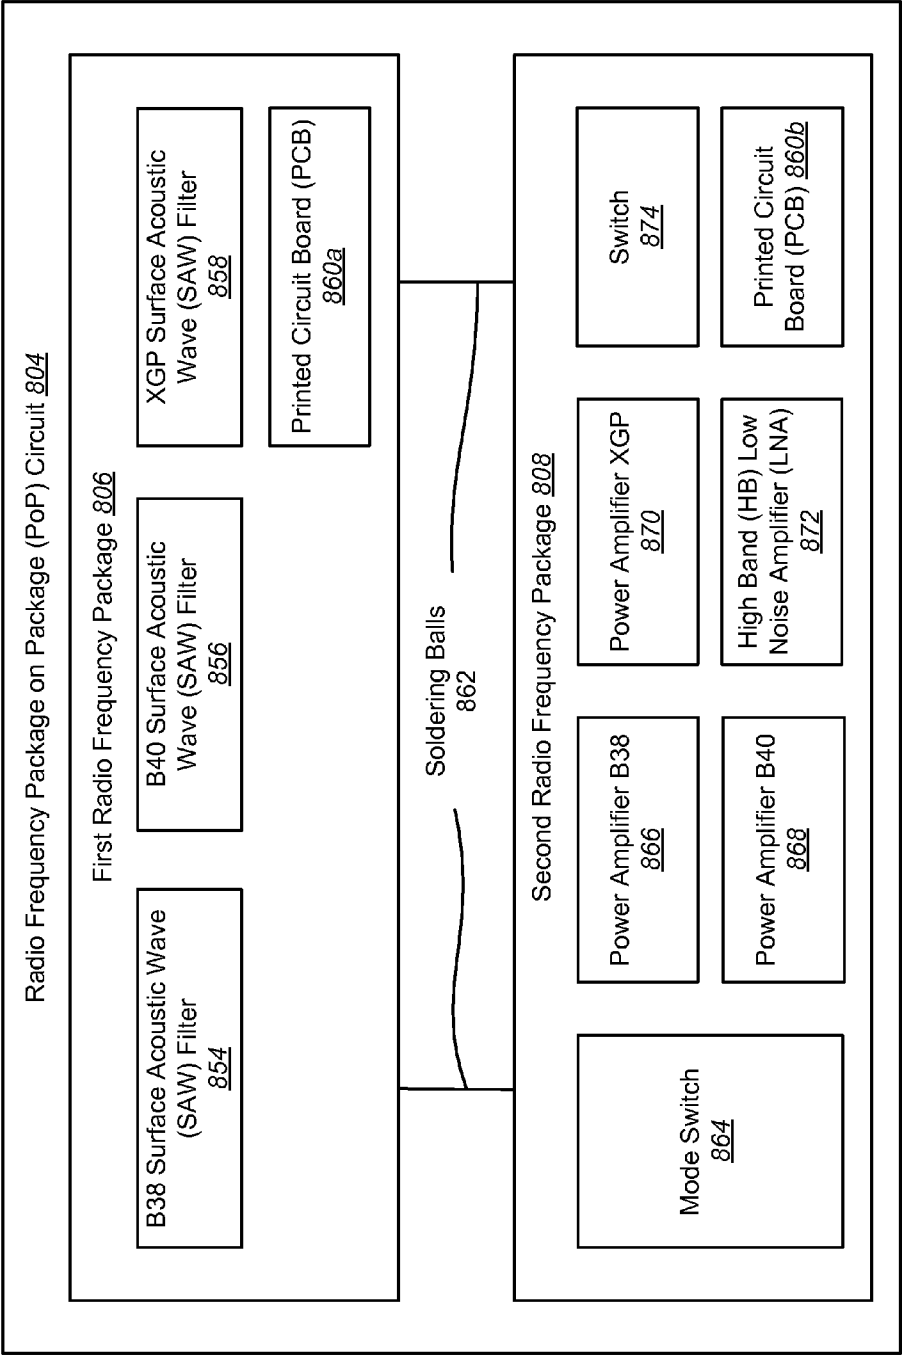 Radio Frequency Package on Package (PoP) Circuit 804
First Radio Frequency Package 806
B38 Surface Acoustic Wave
(SAW) Filter
854
B40 Surface Acoustic
Wave (SAW) Filter
856
XGP Surface Acoustic
Wave (SAW) Filter
858
Printed Circuit Board (PCB)
860a
Soldering Balls
862
Second Radio Frequency Package 808
Mode Switch
864
Power Amplifier B38
866
Power Amplifier XGP
870
Switch
874
Power Amplifier B40
868
High Band (HB) Low
Noise Amplifier (LNA)
872
Printed Circuit
Board (PCB) 860b